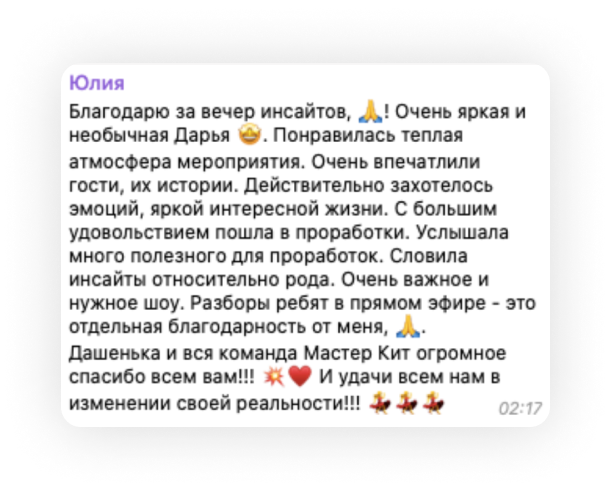 Юлия
Благодарю за вечер инсайтов, 🙏! Очень яркая и
необычная Дарья 🤩. Понравилась теплая
атмосфера мероприятия. Очень впечатлили
гости, их истории. Действительно захотелось
эмоций, яркой интересной жизни. С большим
удовольствием пошла в проработки. Услышала
много полезного для проработок. Словила
инсайты относительно рода. Очень важное и
нужное шоу. Разборы ребят в прямом эфире - это
отдельная благодарность от меня, 🙏.
Дашенька и вся команда Мастер Кит огромное
спасибо всем вам!!! 💥❤️ И удачи всем нам в
изменении своей реальности!!! 💃💃💃
02:17